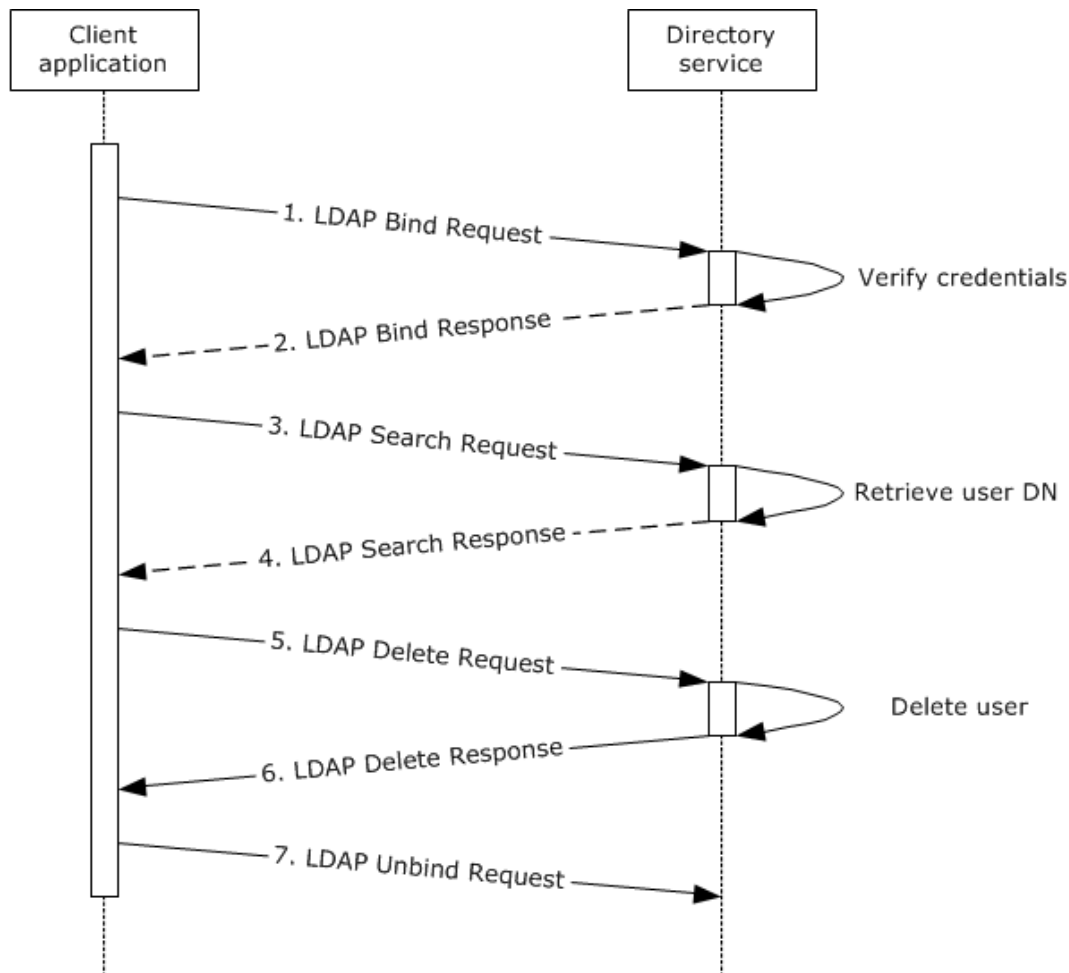 Client
application
Directory
service
1. LDAP Bind Request
Verify credentials
2. LDAP Bind Response
3. LDAP Search Request
Retrieve user DN
4. LDAP Search Response
5. LDAP Delete Request
Delete user
6. LDAP Delete Response
7. LDAP Unbind Request